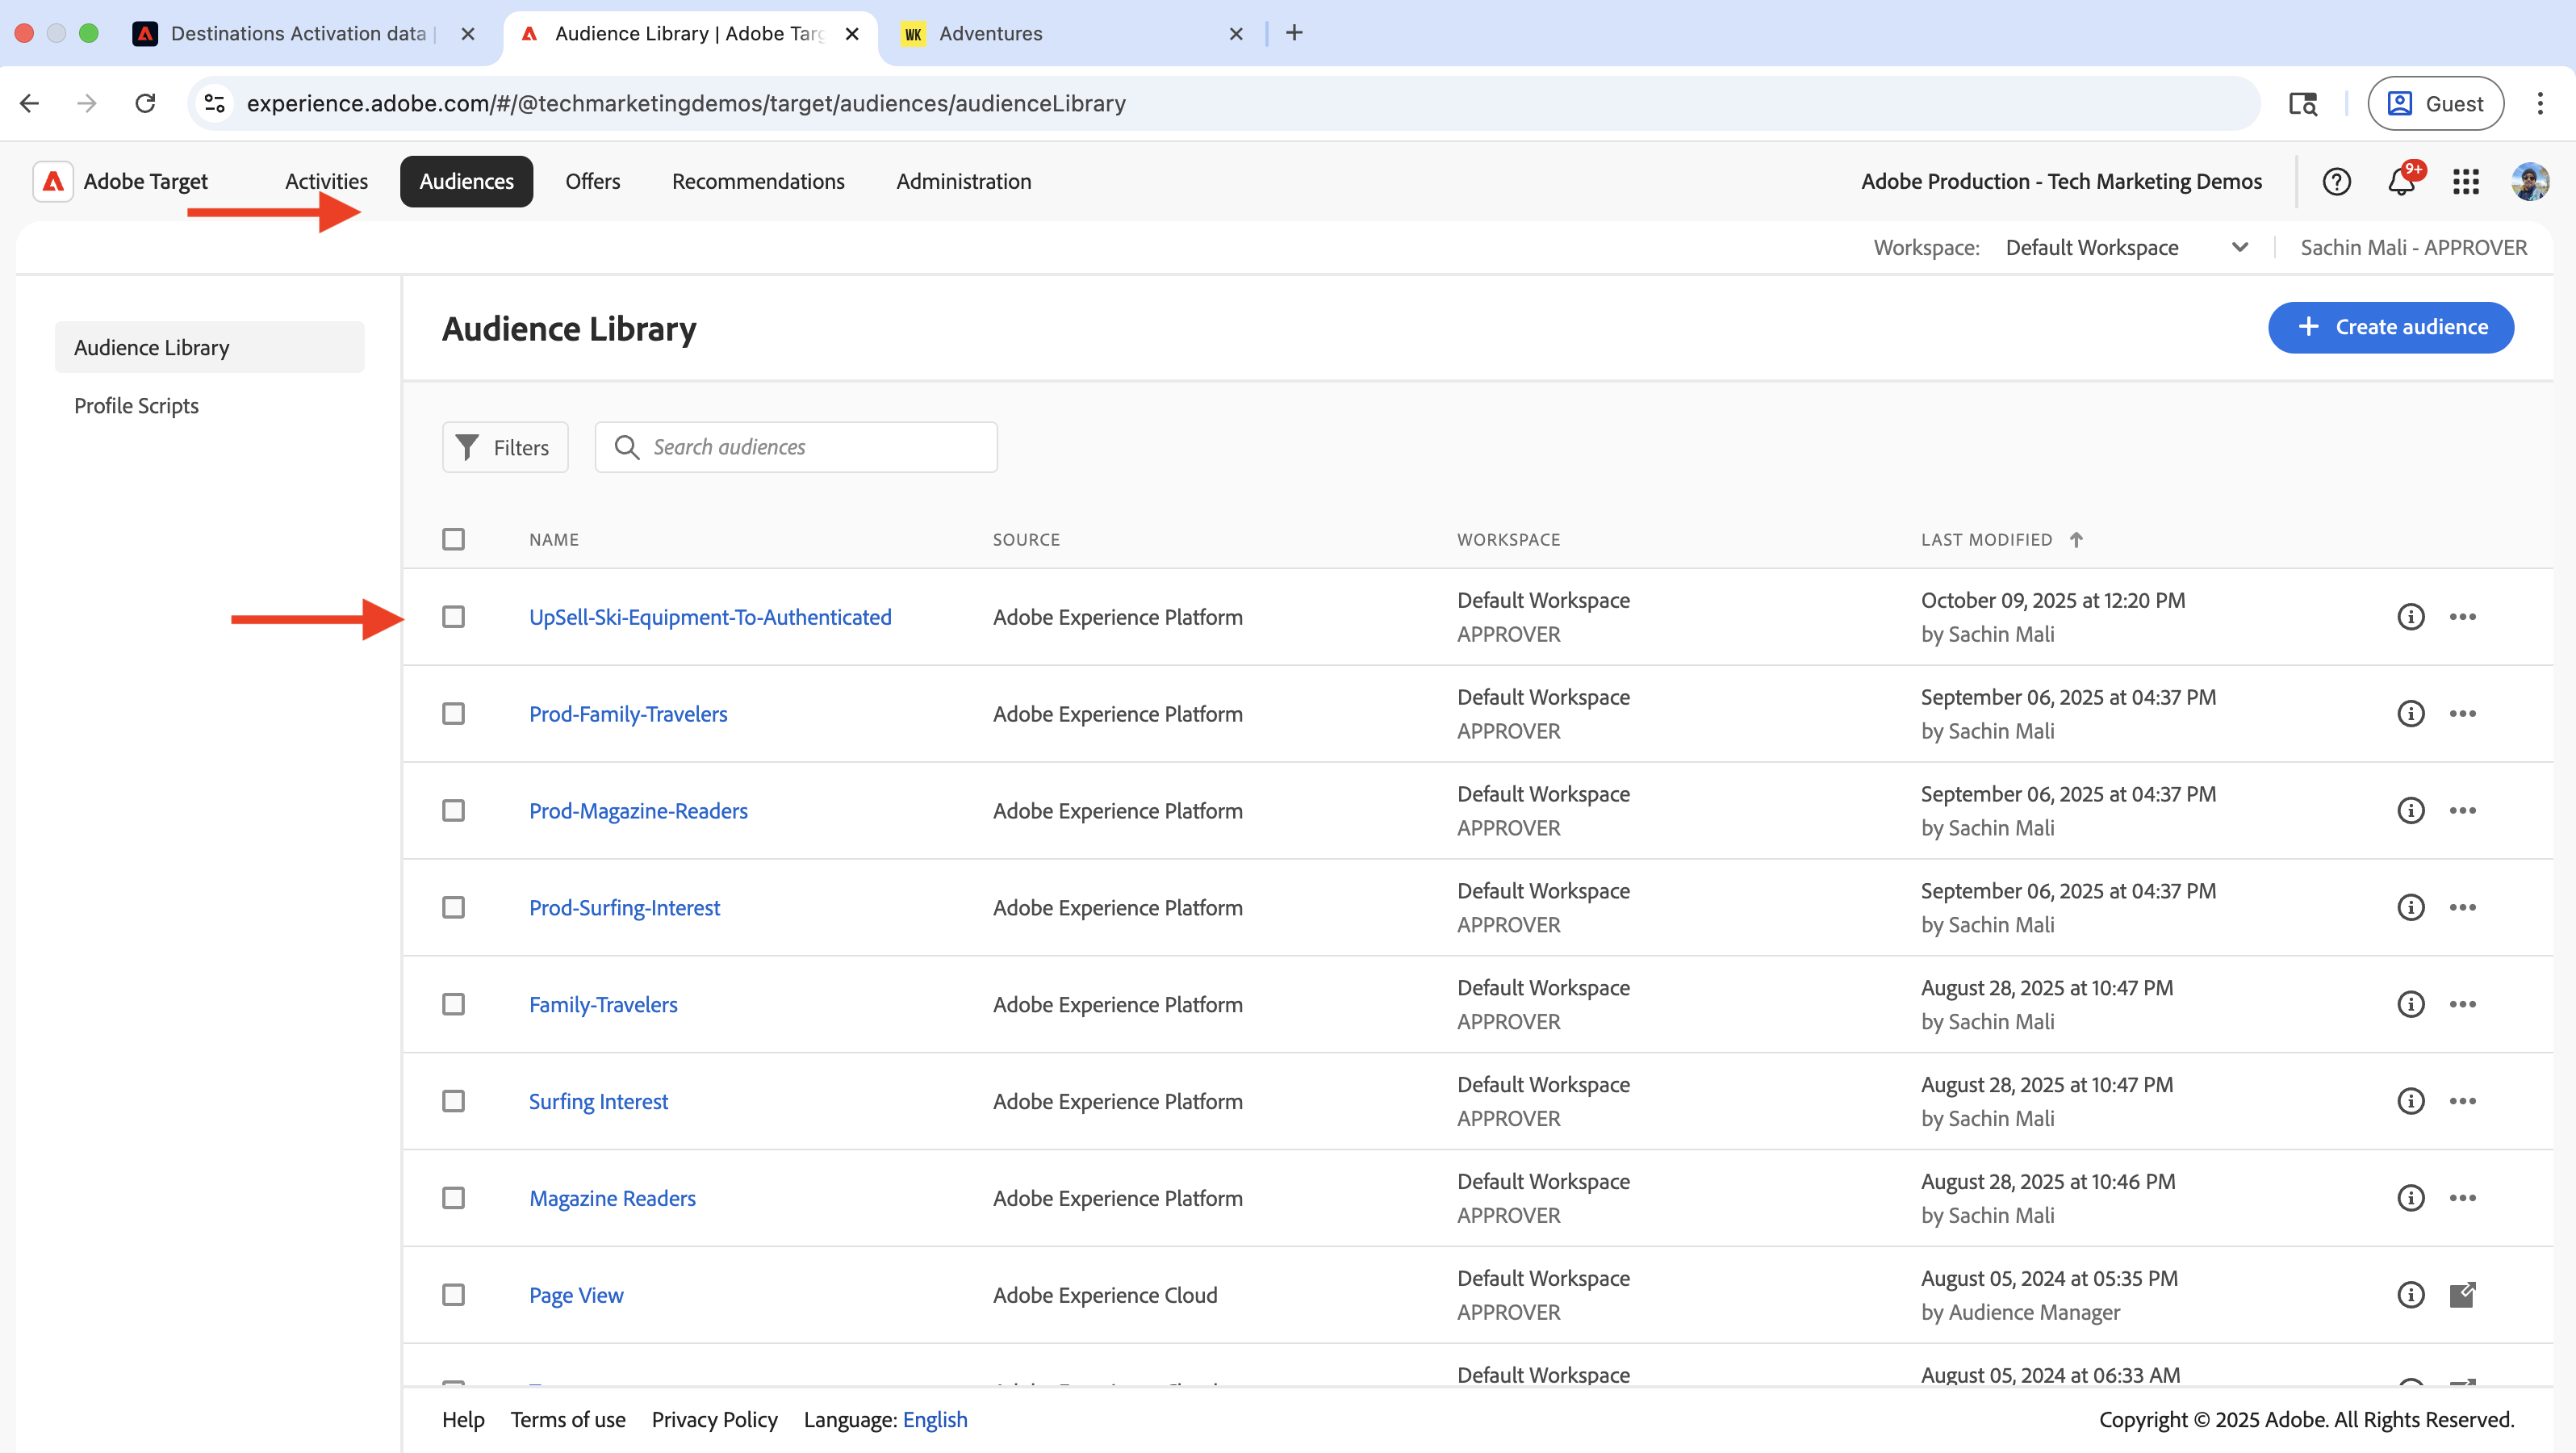 Destinations Activation data |
Audience Library | Adobe Targ
WK
Adventures
experience.adobe.com/#/@techmarketingdemos/target/audiences/audienceLibrary
Guest
Adobe Target
Activities
Audiences
Offers
Recommendations
Administration
Adobe Production - Tech Marketing Demos
9+
Workspace:
Default Workspace
Sachin Mali - APPROVER
Audience Library
Profile Scripts
Audience Library
Create audience
Filters
Search audiences
NAME
SOURCE
WORKSPACE
LAST MODIFIED
UpSell-Ski-Equipment-To-Authenticated
Adobe Experience Platform
Default Workspace
APPROVER
October 09, 2025 at 12:20 PM
by Sachin Mali
Prod-Family-Travelers
Adobe Experience Platform
Default Workspace
APPROVER
September 06, 2025 at 04:37 PM
by Sachin Mali
Prod-Magazine-Readers
Adobe Experience Platform
Default Workspace
APPROVER
September 06, 2025 at 04:37 PM
by Sachin Mali
Prod-Surfing-Interest
Adobe Experience Platform
Default Workspace
APPROVER
September 06, 2025 at 04:37 PM
by Sachin Mali
Family-Travelers
Adobe Experience Platform
Default Workspace
APPROVER
August 28, 2025 at 10:47 PM
by Sachin Mali
Surfing Interest
Adobe Experience Platform
Default Workspace
APPROVER
August 28, 2025 at 10:47 PM
by Sachin Mali
Magazine Readers
Adobe Experience Platform
Default Workspace
APPROVER
August 28, 2025 at 10:46 PM
by Sachin Mali
Page View
Adobe Experience Cloud
Default Workspace
APPROVER
August 05, 2024 at 05:35 PM
by Audience Manager
Default Workspace
August 05, 2024 at 06:33 AM
Help
Terms of use
Privacy Policy
Language: English
Copyright © 2025 Adobe. All Rights Reserved.